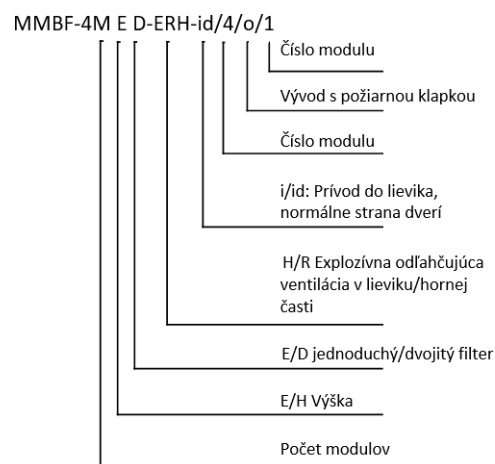 MMBF-4M E D-ERH-id/4/o/1
Číslo modulu
Vývod s požiarnou klapkou
Číslo modulu
i/id: Prívod do lievika,
normálne strana dverí
H/R Explozívna odľahčujúca
ventilácia v lieviku/hornej
časti
E/D jednoduchý/dvojitý filter
E/H Výška
Počet modulov